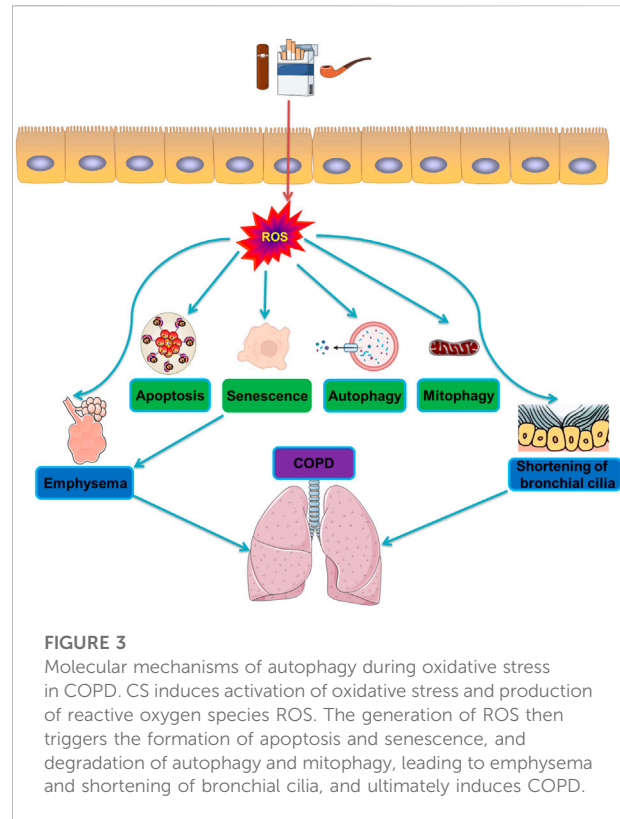 ROS
Apoptosis
Senescence
Autophagy
Mitophagy
Emphysema
COPD
Shortening of
bronchial cilia
FIGURE 3
Molecular mechanisms of autophagy during oxidative stress
in COPD. CS induces activation of oxidative stress and production
of reactive oxygen species ROS. The generation of ROS then
triggers the formation of apoptosis and senescence, and
degradation of autophagy and mitophagy, leading to emphysema
and shortening of bronchial cilia, and ultimately induces COPD.